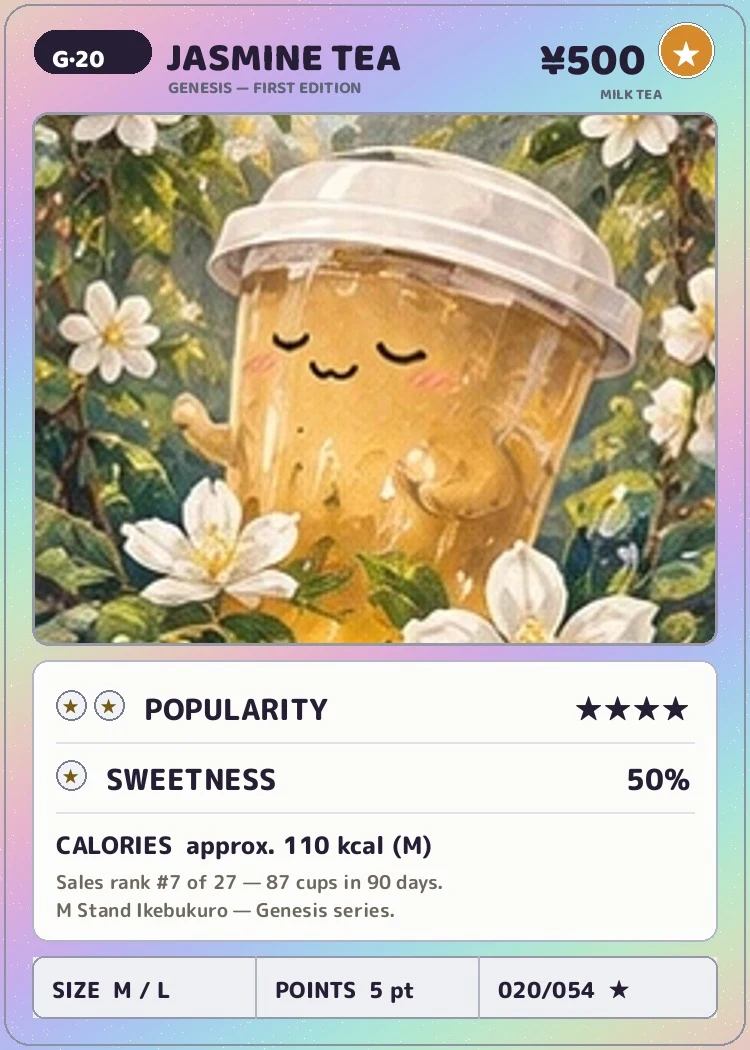 G·20
JASMINE TEA
¥500 ★
GENESIS — FIRST EDITION
MILK TEA
★ ★ POPULARITY ★★★★
★ SWEETNESS 50%
CALORIES approx. 110 kcal (M)
Sales rank #7 of 27 — 87 cups in 90 days.
M Stand Ikebukuro — Genesis series.
SIZE M / L
POINTS 5 pt
020/054 ★